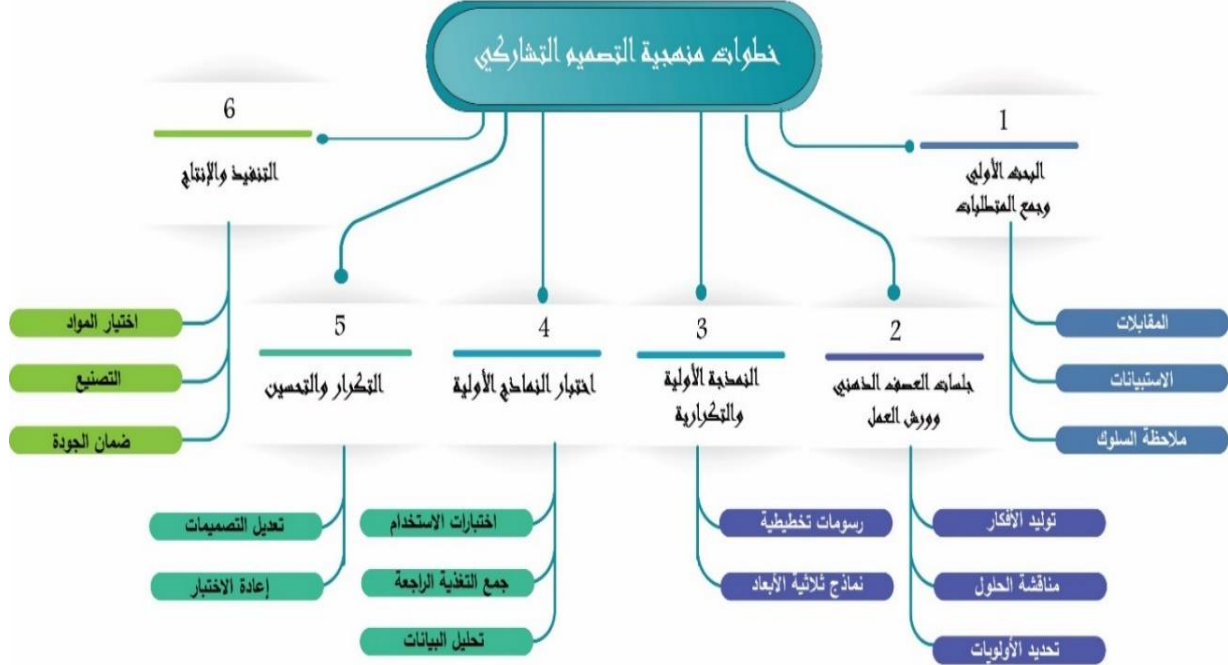 خطوات منهجية التصميم التشاركي
1
البحث الأولي
وجمع المتطلبات
المقابلات
الاستبيانات
ملاحظة السلوك
2
جلسات العصف الذهني
وورش العمل
توليد الأفكار
مناقشة الحلول
تحديد الأولويات
3
النمذجة الأولية
والتكرارية
رسومات تخطيطية
نماذج ثلاثية الأبعاد
4
اختبار النماذج الأولية
اختبارات الاستخدام
جمع التغذية الراجعة
تحليل البيانات
5
التكرار والتحسين
تعديل التصميمات
إعادة الاختبار
6
التنفيذ والإنتاج
اختيار المواد
التصنيع
ضمان الجودة